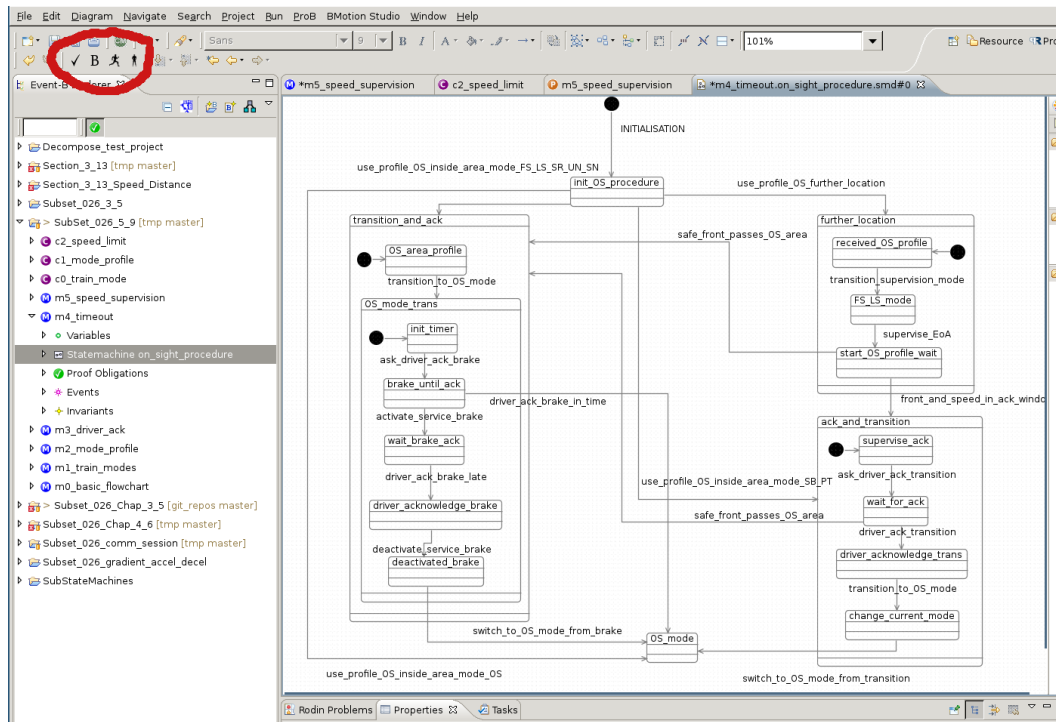 File Edit Diagram Navigate Search Project Run ProB BMotion Studio Window Help
Sans 9 B I A 101% Resource
B
*m5_speed_supervision c2_speed_limit m5_speed_supervision *m4_timeout.on_sight_procedure.smd#0
Decompose_test_project
Section_3_13 [tmp master]
Section_3_13_Speed_Distance
Subset_026_3_5
> SubSet_026_5_9 [tmp master]
c2_speed_limit
c1_mode_profile
c0_train_mode
m5_speed_supervision
m4_timeout
Variables
Statemachine on_sight_procedure
Proof Obligations
Events
Invariants
m3_driver_ack
m2_mode_profile
m1_train_modes
m0_basic_flowchart
> Subset_026_Chap_3_5 [git_repos master]
Subset_026_Chap_4_6 [tmp master]
Subset_026_comm_session [tmp master]
Subset_026_gradient_accel_decel
SubStateMachines
INITIALISATION
use_profile_OS_inside_area_mode_FS_LS_SR_UN_SN
init_OS_procedure
use_profile_OS_further_location
transition_and_ack
OS_area_profile
transition_to_OS_mode
OS_mode_trans
init_timer
ask_driver_ack_brake
brake_until_ack
driver_ack_brake_in_time
activate_service_brake
wait_brake_ack
driver_ack_brake_late
driver_acknowledge_brake
deactivate_service_brake
deactivated_brake
switch_to_OS_mode_from_brake
OS_mode
use_profile_OS_inside_area_mode_OS
safe_front_passes_OS_area
further_location
received_OS_profile
transition_supervision_mode
FS_LS_mode
supervise_EoA
start_OS_profile_wait
front_and_speed_in_ack_windo
ack_and_transition
supervise_ack
ask_driver_ack_transition
use_profile_OS_inside_area_mode_SB_PT
wait_for_ack
safe_front_passes_OS_area
driver_ack_transition
driver_acknowledge_trans
transition_to_OS_mode
change_current_mode
switch_to_OS_mode_from_transition
Rodin Problems Properties Tasks